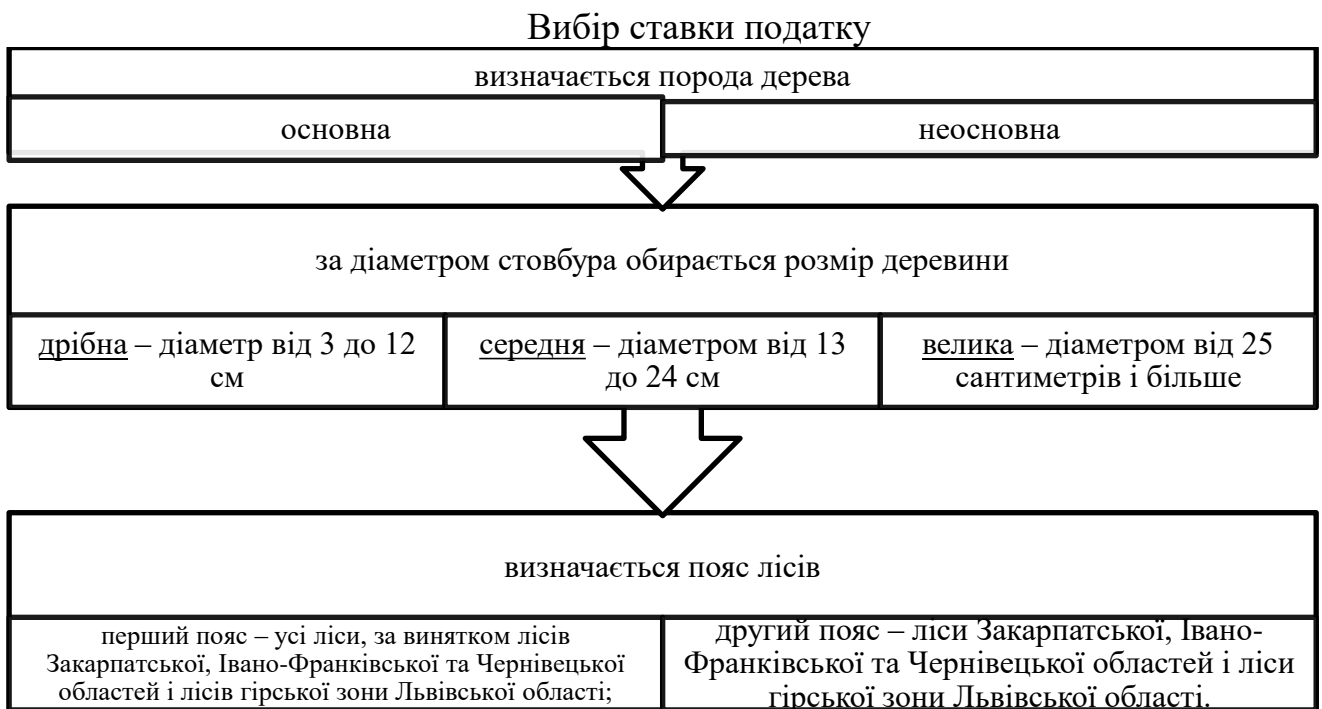 Вибір ставки податку
визначається порода дерева
основна
неосновна
за діаметром стовбура обирається розмір деревини
дрібна – діаметр від 3 до 12
см
середня – діаметром від 13
до 24 см
велика – діаметром від 25
сантиметрів і більше
визначається пояс лісів
перший пояс – усі ліси, за винятком лісів
Закарпатської, Івано-Франківської та Чернівецької
областей і лісів гірської зони Львівської області;
другий пояс – ліси Закарпатської, Івано-
Франківської та Чернівецької областей і ліси
гірської зони Львівської області.